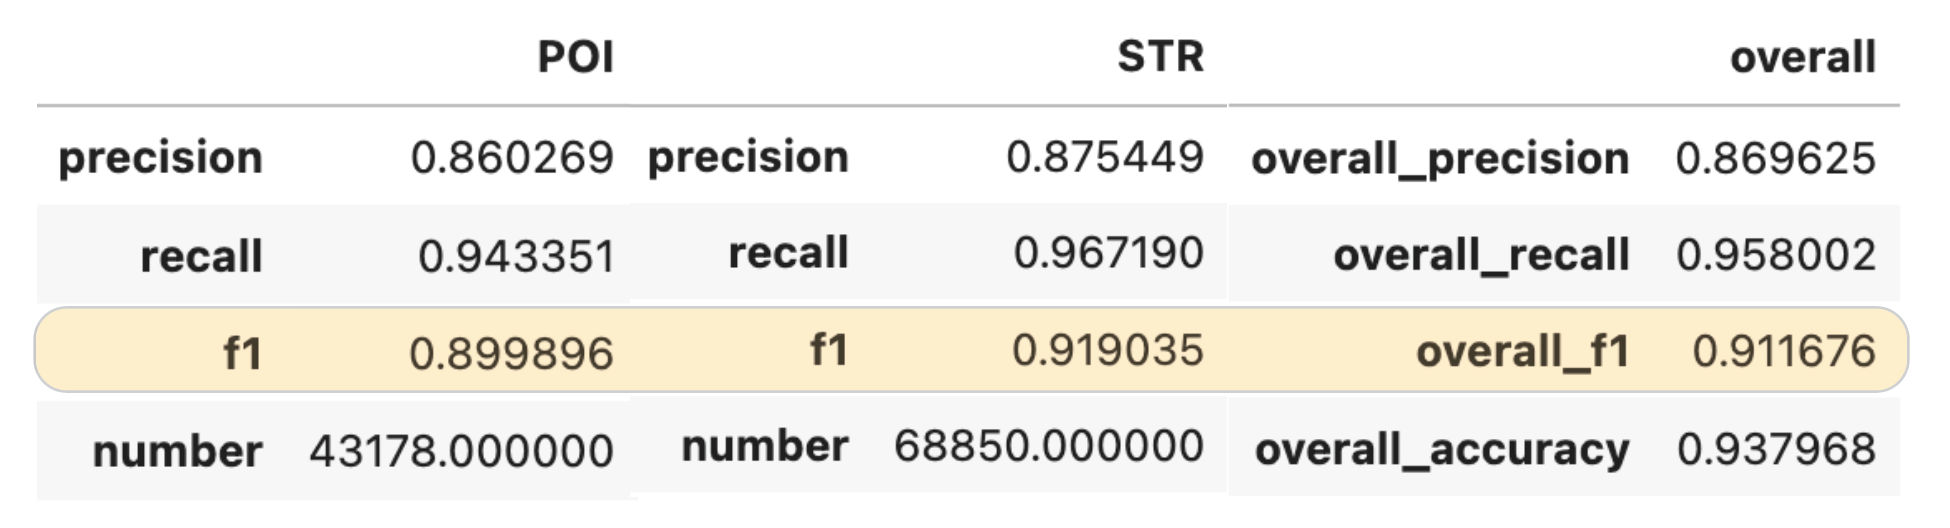 POI STR overall
precision 0.860269 precision 0.875449 overall_precision 0.869625
recall 0.943351 recall 0.967190 overall_recall 0.958002
f1 0.899896 f1 0.919035 overall_f1 0.911676
number 43178.000000 number 68850.000000 overall_accuracy 0.937968